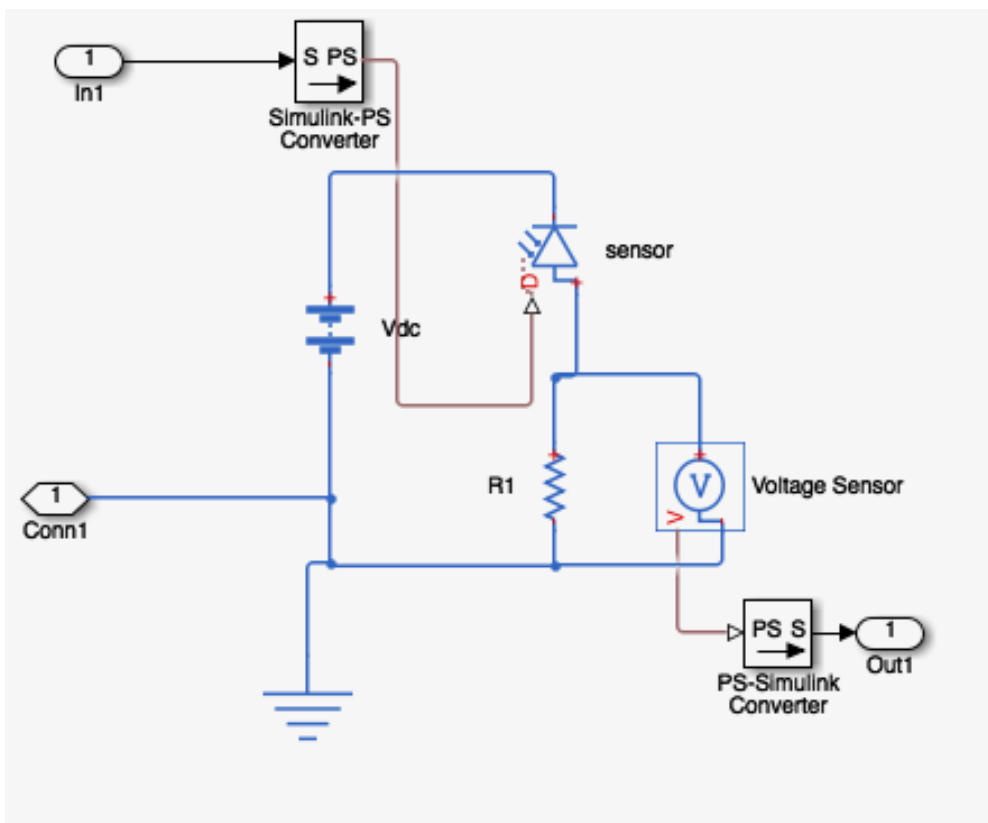 1
In1
S PS
Simulink-PS
Converter
sensor
D
Vdc
1
Conn1
R1
V
V
Voltage Sensor
PS S
1
Out1
PS-Simulink
Converter